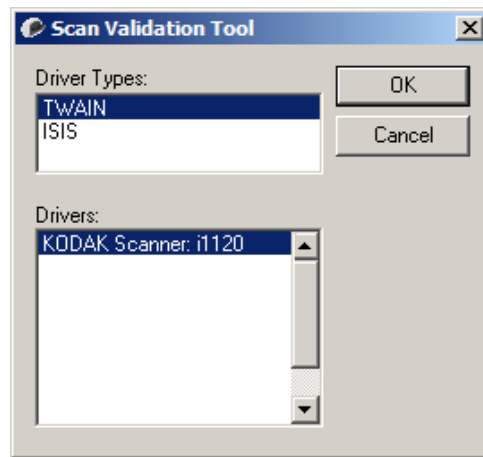 Scan Validation Tool
Driver Types:
TWAIN
ISIS
OK
Cancel
Drivers:
KODAK Scanner: i1120